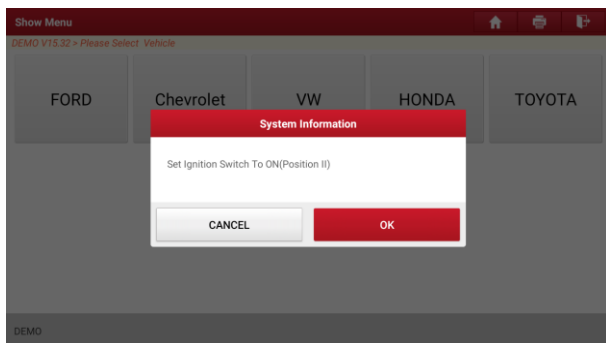 Show Menu
DEMO V15.32 > Please Select Vehicle
FORD Chevrolet VW HONDA TOYOTA
System Information
Set Ignition Switch To ON(Position II)
CANCEL OK
DEMO